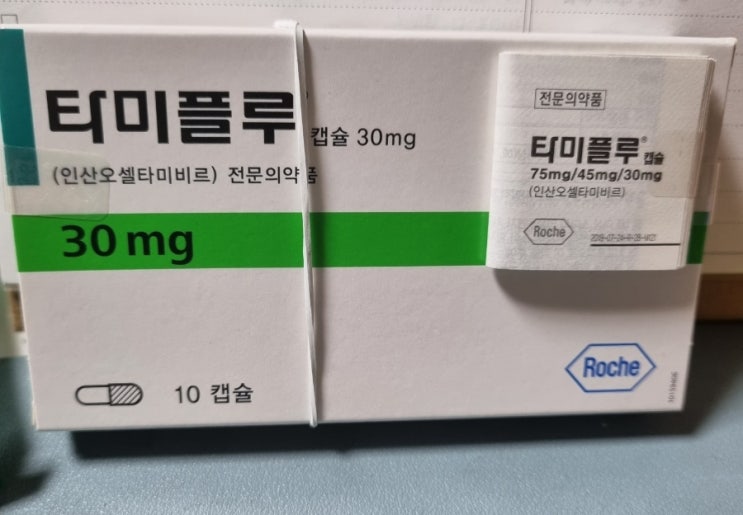 타미플루 캡슐 30mg
(인산오셀타미비르) 전문의약품
30 mg
10 캡슐
Roche
전문의약품
타미플루® 캡슐
75mg/45mg/30mg
(인산오셀타미비르)
Roche